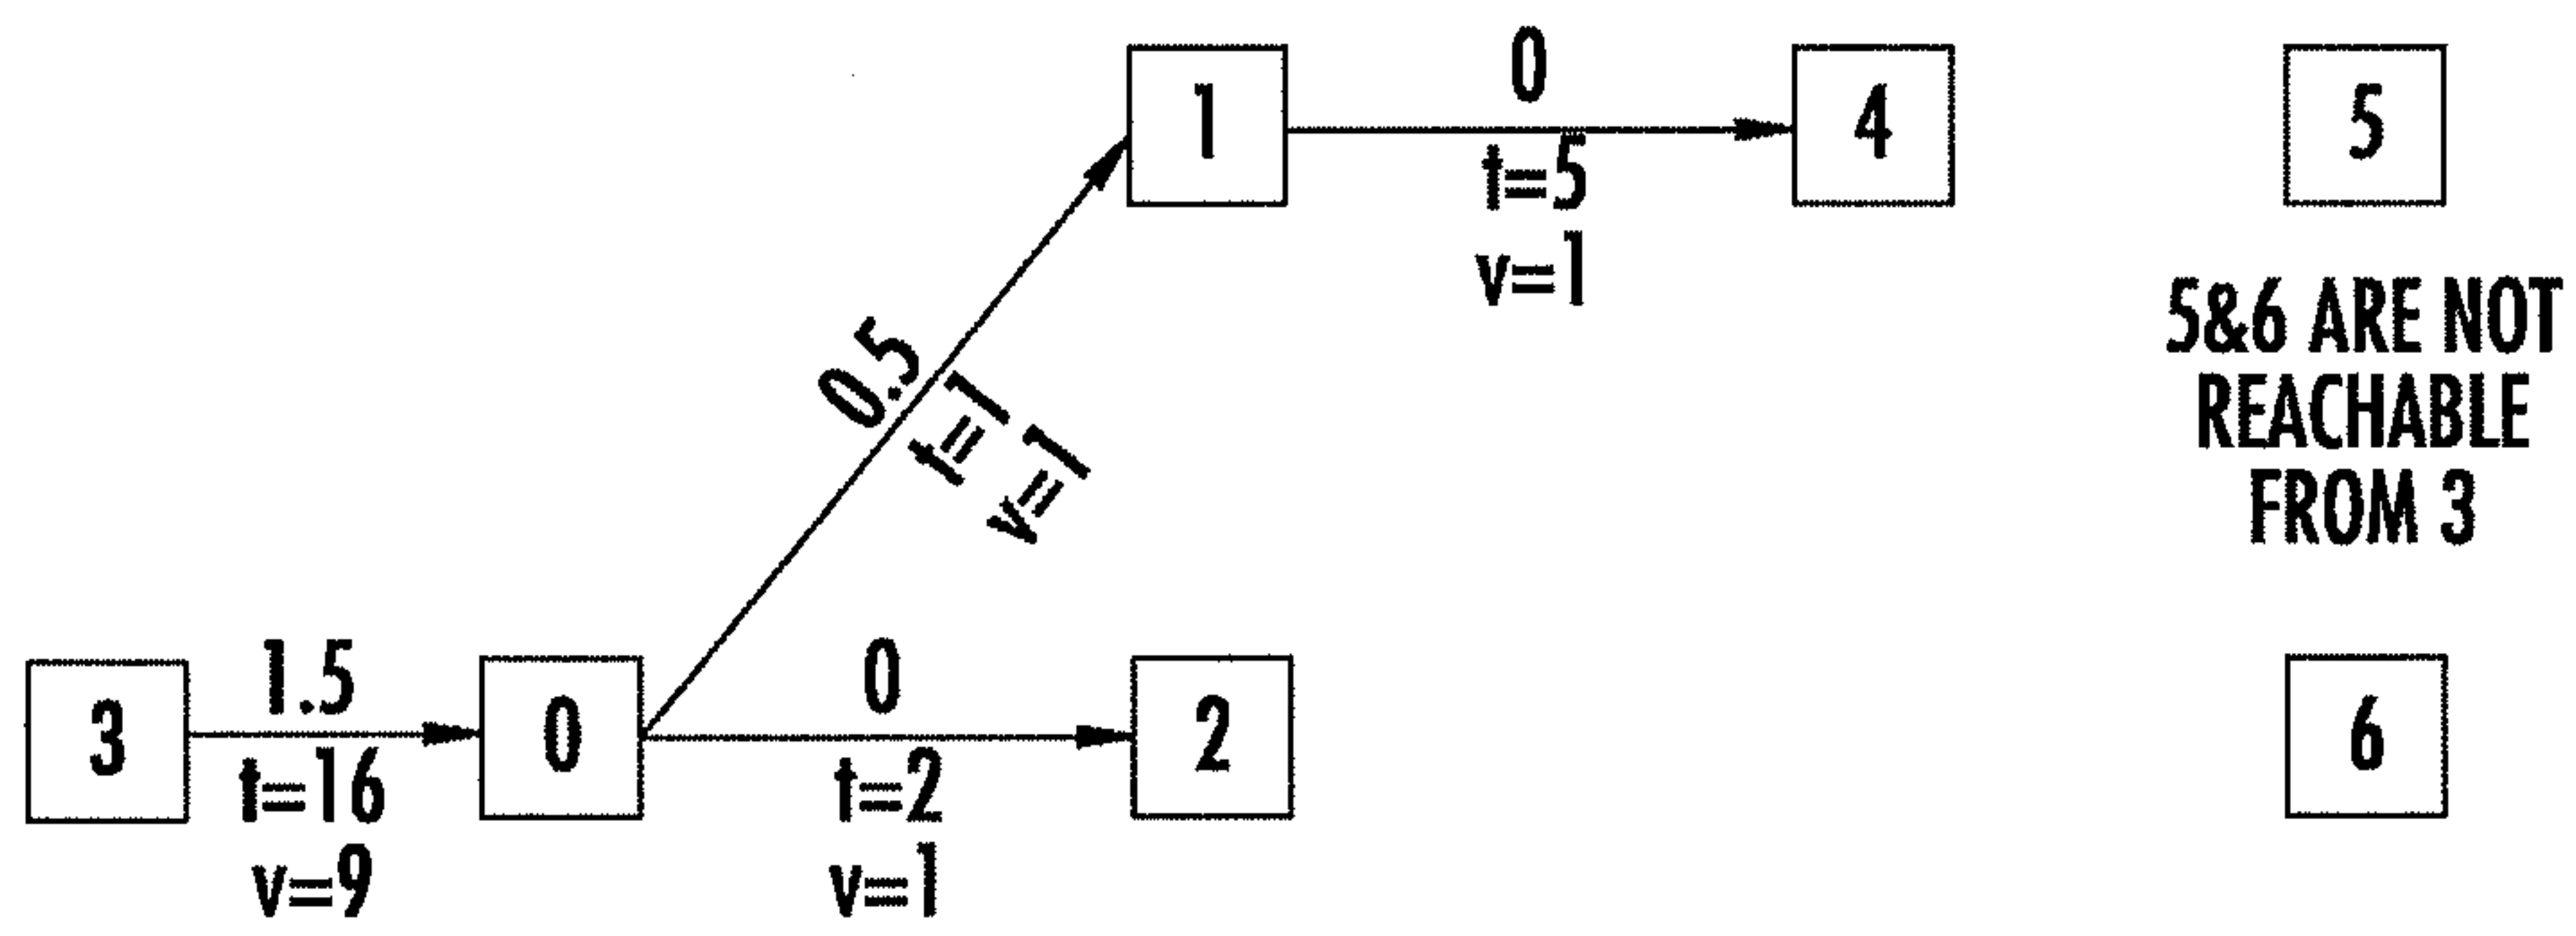 0
1
4
5
t=5
v=1
5&6 ARE NOT
REACHABLE
FROM 3
0.5
t=1
v=1
1.5
0
3
0
2
6
t=16
t=2
v=9
v=1